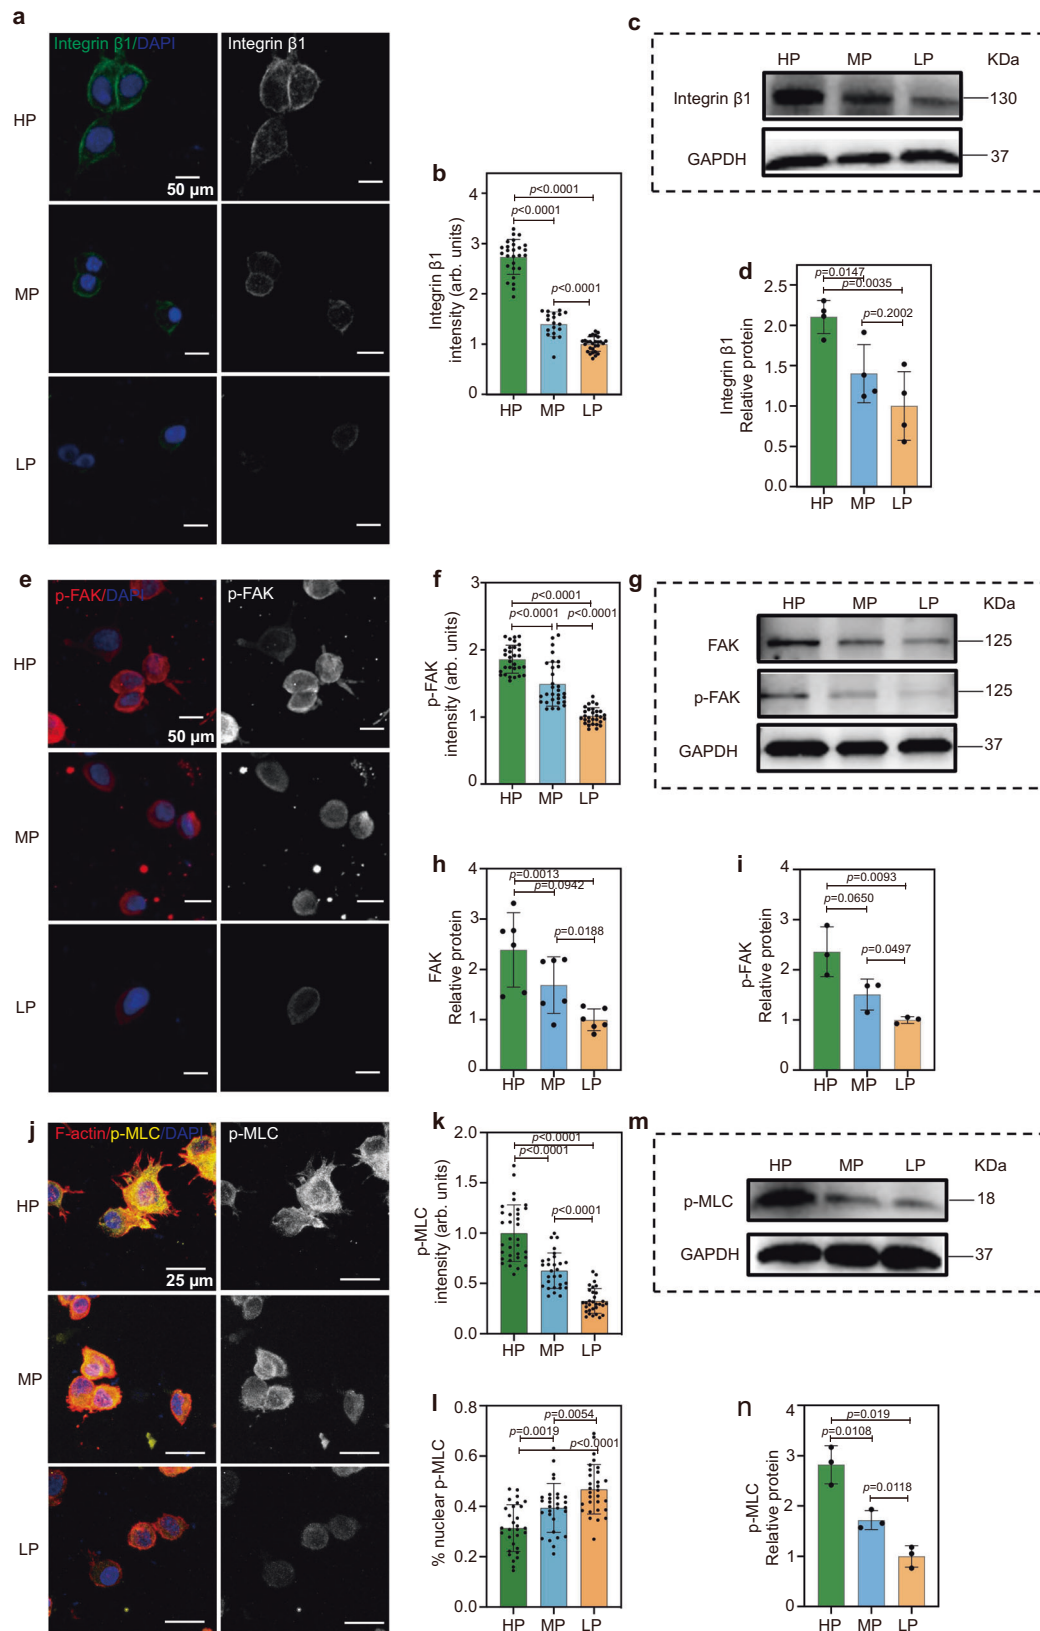 a
Integrin β1/DAPI
Integrin β1
HP
50 µm
MP
LP
b
Integrin β1
intensity (arb. units)
4
3
2
1
0
p<0.0001
p<0.0001
p<0.0001
HP MP LP
c
HP MP LP KDa
Integrin β1
130
GAPDH
37
d
Integrin β1
Relative protein
2.5
2.0
1.5
1.0
0.5
0.0
p=0.0147
p=0.0035
p=0.2002
HP MP LP
e
p-FAK/DAPI
p-FAK
HP
50 µm
MP
LP
f
p-FAK
intensity (arb. units)
3
2
1
0
p<0.0001
p<0.0001 p<0.0001
HP MP LP
g
HP MP LP KDa
FAK
125
p-FAK
125
GAPDH
37
h
FAK
Relative protein
4
3
2
1
0
p=0.0013
p=0.0942
p=0.0188
HP MP LP
i
p-FAK
Relative protein
4
3
2
1
0
p=0.0093
p=0.0650
p=0.0497
HP MP LP
j
F-actin/p-MLC/DAPI
p-MLC
HP
25 µm
MP
LP
k
p-MLC
intensity (arb. units)
2.0
1.5
1.0
0.5
0.0
p<0.0001
p<0.0001
p<0.0001
HP MP LP
l
% nuclear p-MLC
0.8
0.6
0.4
0.2
0.0
p=0.0054
p=0.0019
p<0.0001
HP MP LP
m
HP MP LP KDa
p-MLC
18
GAPDH
37
n
p-MLC
Relative protein
4
3
2
1
0
p=0.019
p=0.0108
p=0.0118
HP MP LP